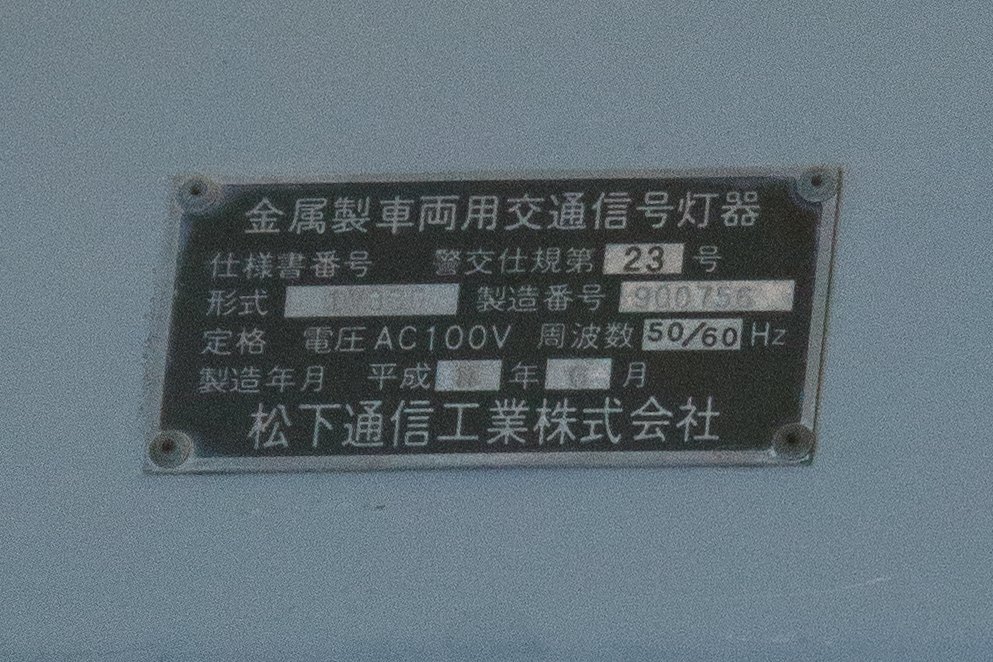 金属製車両用交通信号灯器
仕様書番号 警交仕規第 23 号
形式 製造番号 900756
定格 電圧AC100V 周波数 50/60 Hz
製造年月 平成 年 月
松下通信工業株式会社